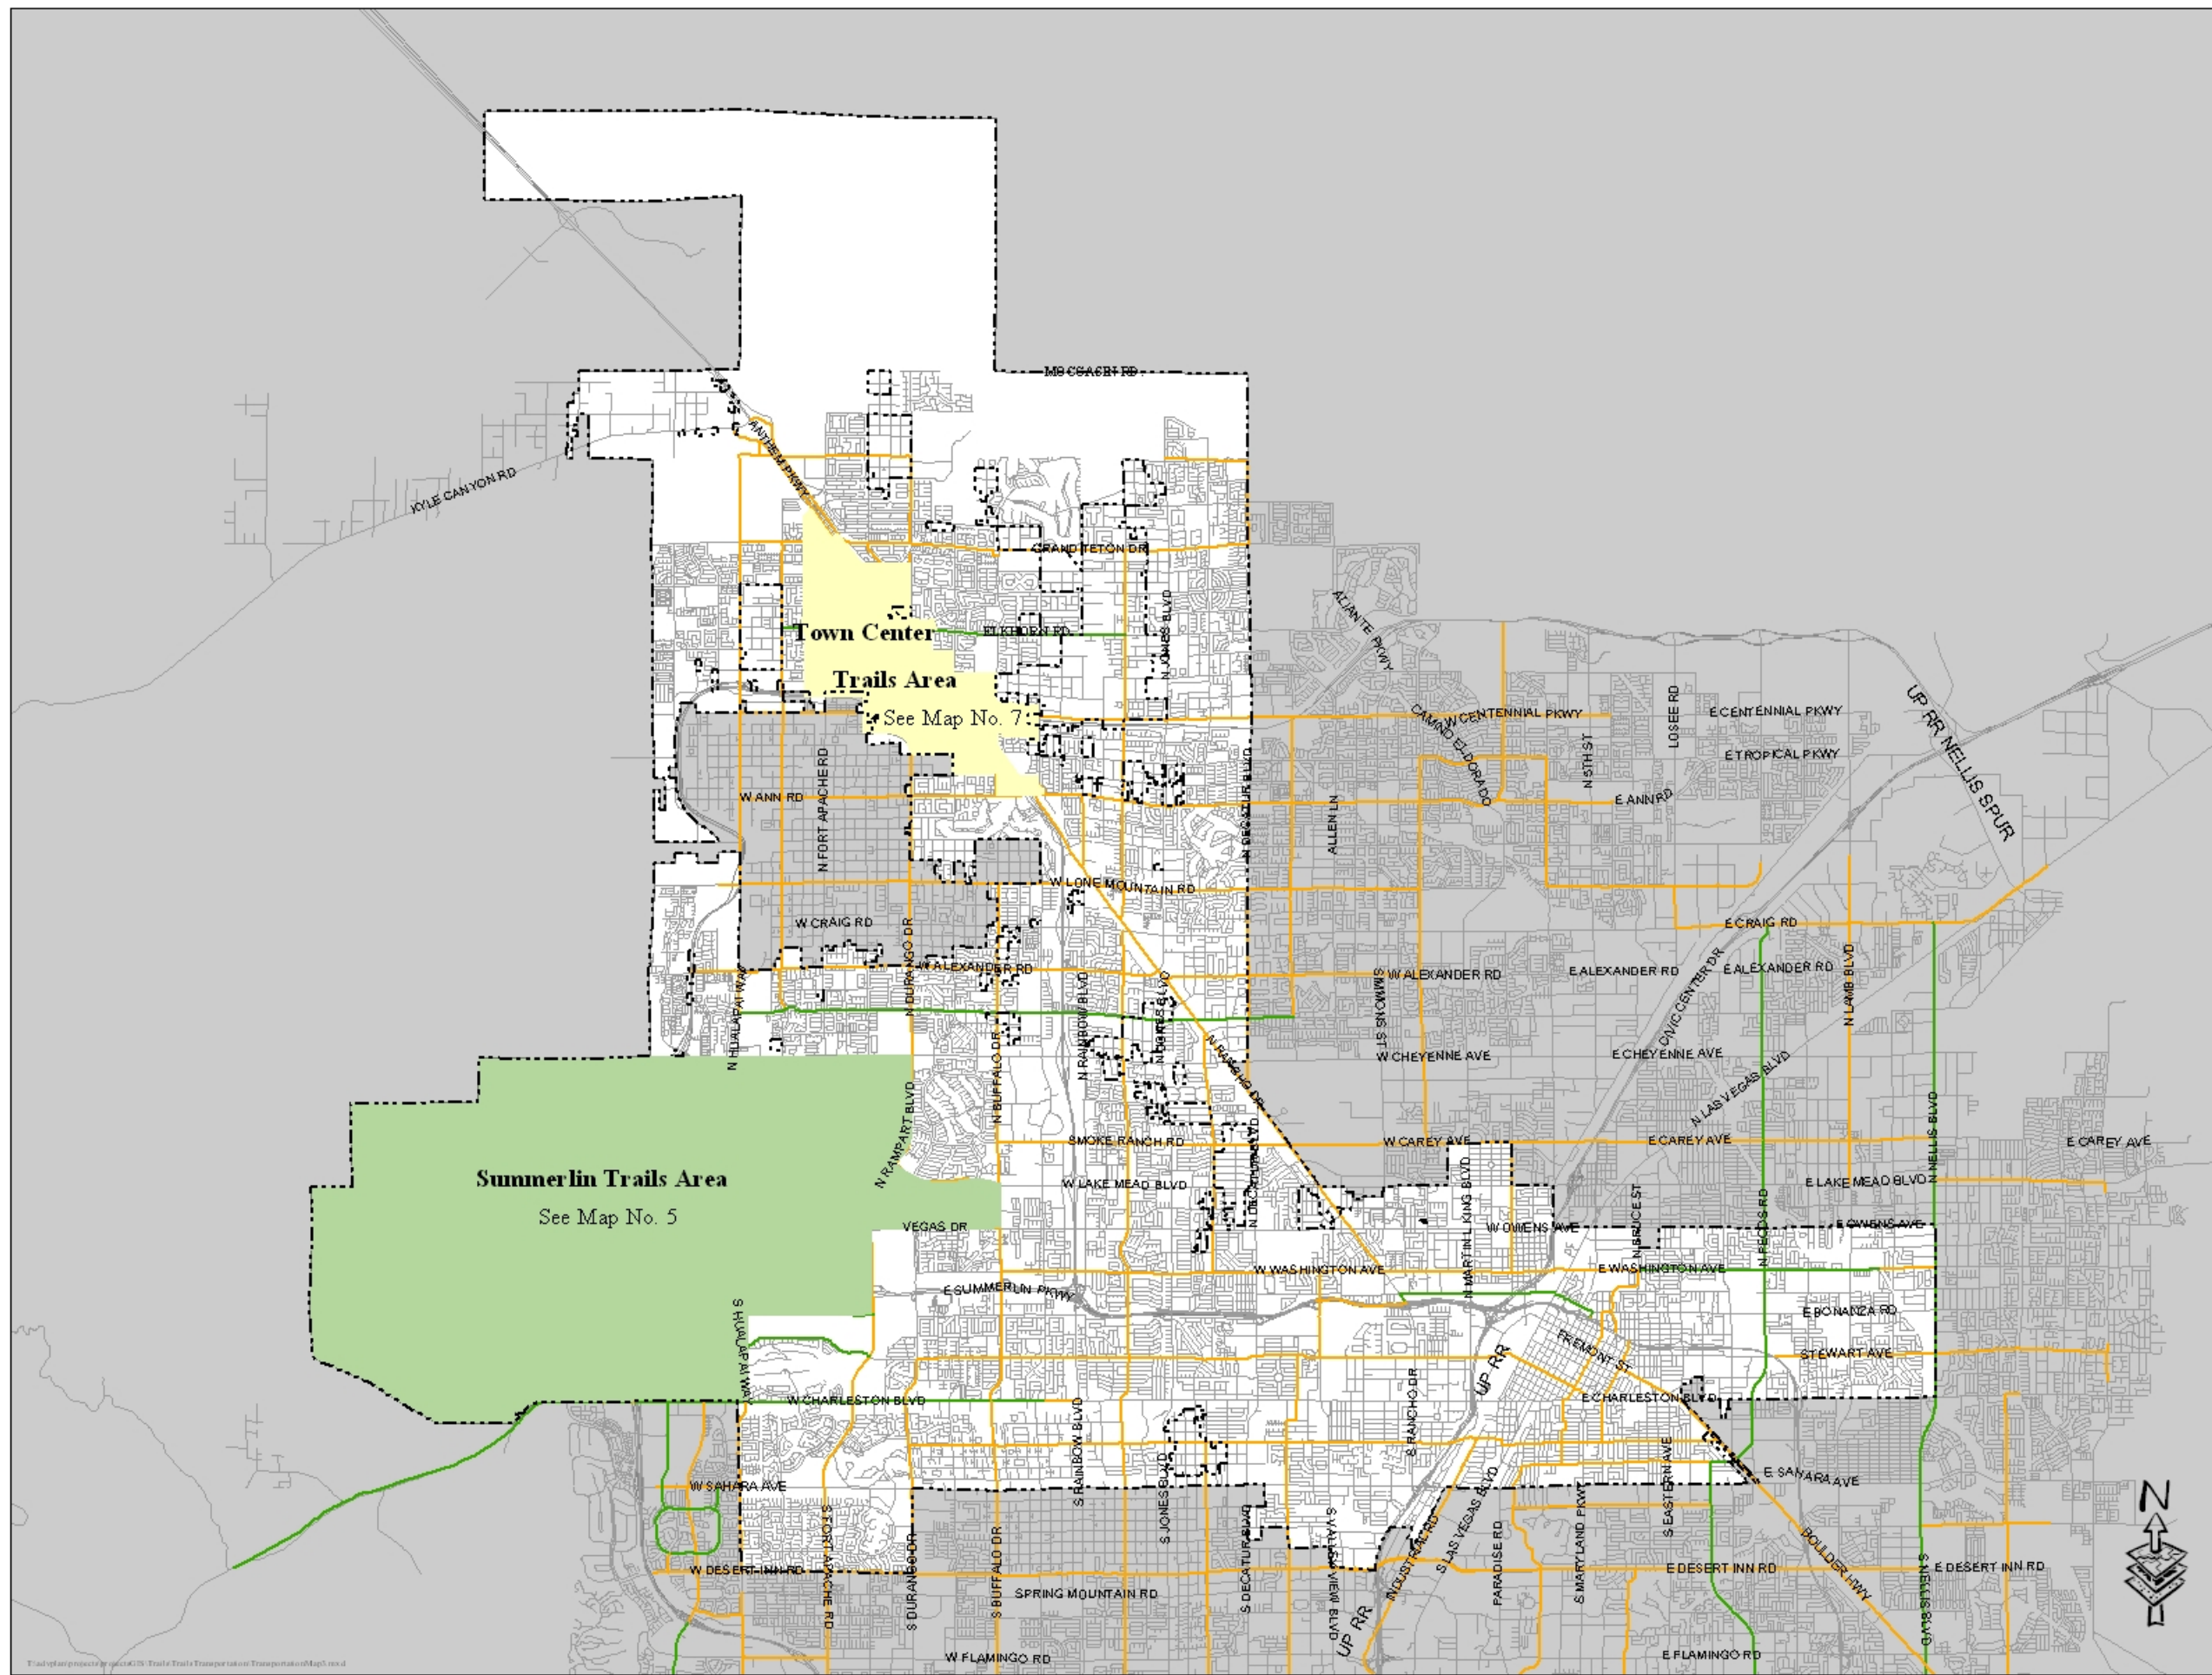 MOCCASIN RD.
ANTHEM PKWY
KYLE CANYON RD
GRAND TETON DR
ALIANTE PKWY
N JONES BLVD
Town Center
ELKHORN RD.
Trails Area
See Map No. 7
CAMINO ELDORADO
W CENTENNIAL PKWY
LOSEE RD
E CENTENNIAL PKWY
UP RR NELLIS SPUR
N 5TH ST
E TROPICAL PKWY
N FORT APACHE RD
W ANN RD
N DECATUR BLVD
ALLEN LN
E ANN RD
W LONE MOUNTAIN RD
W CRAIG RD
N DURANGO DR
E CRAIG RD
W ALEXANDER RD
W ALEXANDER RD
E ALEXANDER RD
E ALEXANDER RD
N HUALAPAI WAY
N RAINBOW BLVD
N JONES BLVD
SIMMONS ST
CIVIC CENTER DR
N LAMB BLVD
N BUFFALO DR
N RANCHO DR
W CHEYENNE AVE
E CHEYENNE AVE
N LAS VEGAS BLVD
N RAMPART BLVD
SMOKE RANCH RD
N DECATUR BLVD
W CAREY AVE
E CAREY AVE
E CAREY AVE
N NELLIS BLVD
Summerlin Trails Area
See Map No. 5
W LAKE MEAD BLVD
N MARTIN L KING BLVD
E LAKE MEAD BLVD
VEGAS DR
W OWENS AVE
N BRUCE ST
N PECOS RD
E OWENS AVE
W WASHINGTON AVE
E WASHINGTON AVE
E SUMMERLIN PKWY
E BONANZA RD
S HUALAPAI WAY
FREMONT ST
STEWART AVE
UP RR
W CHARLESTON BLVD
E CHARLESTON BLVD
S RAINBOW BLVD
S RANCHO DR
W SAHARA AVE
S JONES BLVD
S EASTERN AVE
E SAHARA AVE
N
S FORT APACHE RD
S DURANGO DR
S BUFFALO DR
S DECATUR BLVD
S VALLEY VIEW BLVD
INDUSTRIAL RD
S LAS VEGAS BLVD
PARADISE RD
S MARYLAND PKWY
BOULDER HWY
W DESERT INN RD
E DESERT INN RD
E DESERT INN RD
S NELLIS BLVD
SPRING MOUNTAIN RD
UP RR
W FLAMINGO RD
E FLAMINGO RD